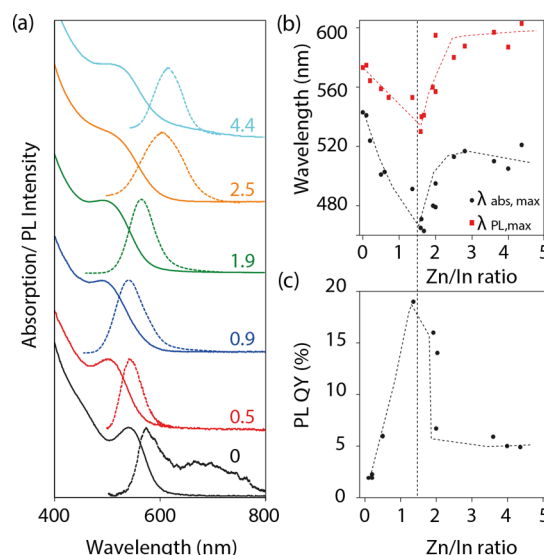 (a)
Absorption/ PL Intensity
4.4
2.5
1.9
0.9
0.5
0
400 600 800
Wavelength (nm)
(b)
Wavelength (nm)
600
560
520
480
λ abs, max
λ PL,max
0 1 2 3 4 5
Zn/In ratio
(c)
PL QY (%)
20
15
10
5
0
0 1 2 3 4 5
Zn/In ratio